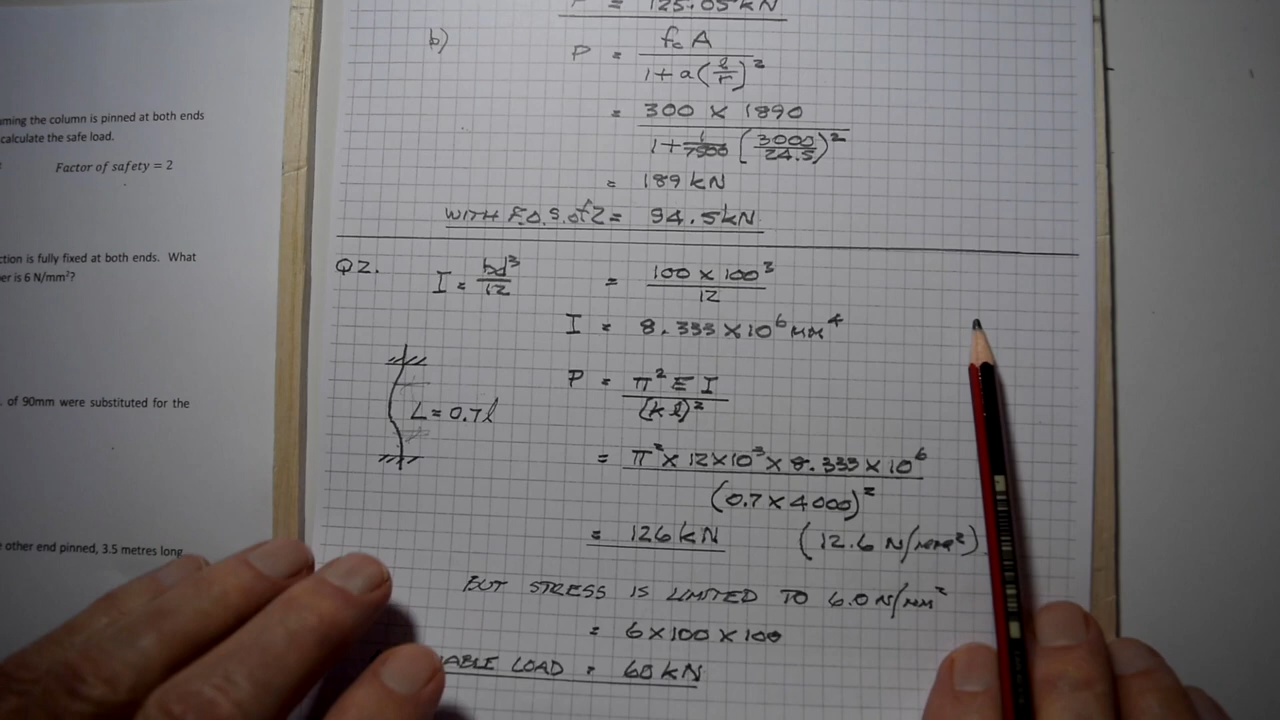 uming the column is pinned at both ends
calculate the safe load.
Factor of safety = 2
ction is fully fixed at both ends. What
er is 6 N/mm²?
of 90mm were substituted for the
other end pinned, 3.5 metres long
= 125.05 kN
b)
P = fc A / 1 + a(l/r)²
= 300 × 1890 / 1 + 1/7500 (3000/24.5)²
= 189 kN
WITH F.O.S. of 2 = 94.5 kN
Q2. I = bd³/12 = 100 × 100³ / 12
I = 8.333 × 10⁶ mm⁴
P = π² E I / (k l)²
L = 0.7l
= π² × 12 × 10³ × 8.333 × 10⁶ / (0.7 × 4000)²
= 126 kN (12.6 N/mm²)
BUT STRESS IS LIMITED TO 6.0 N/mm²
= 6 × 100 × 100
ABLE LOAD = 60 kN